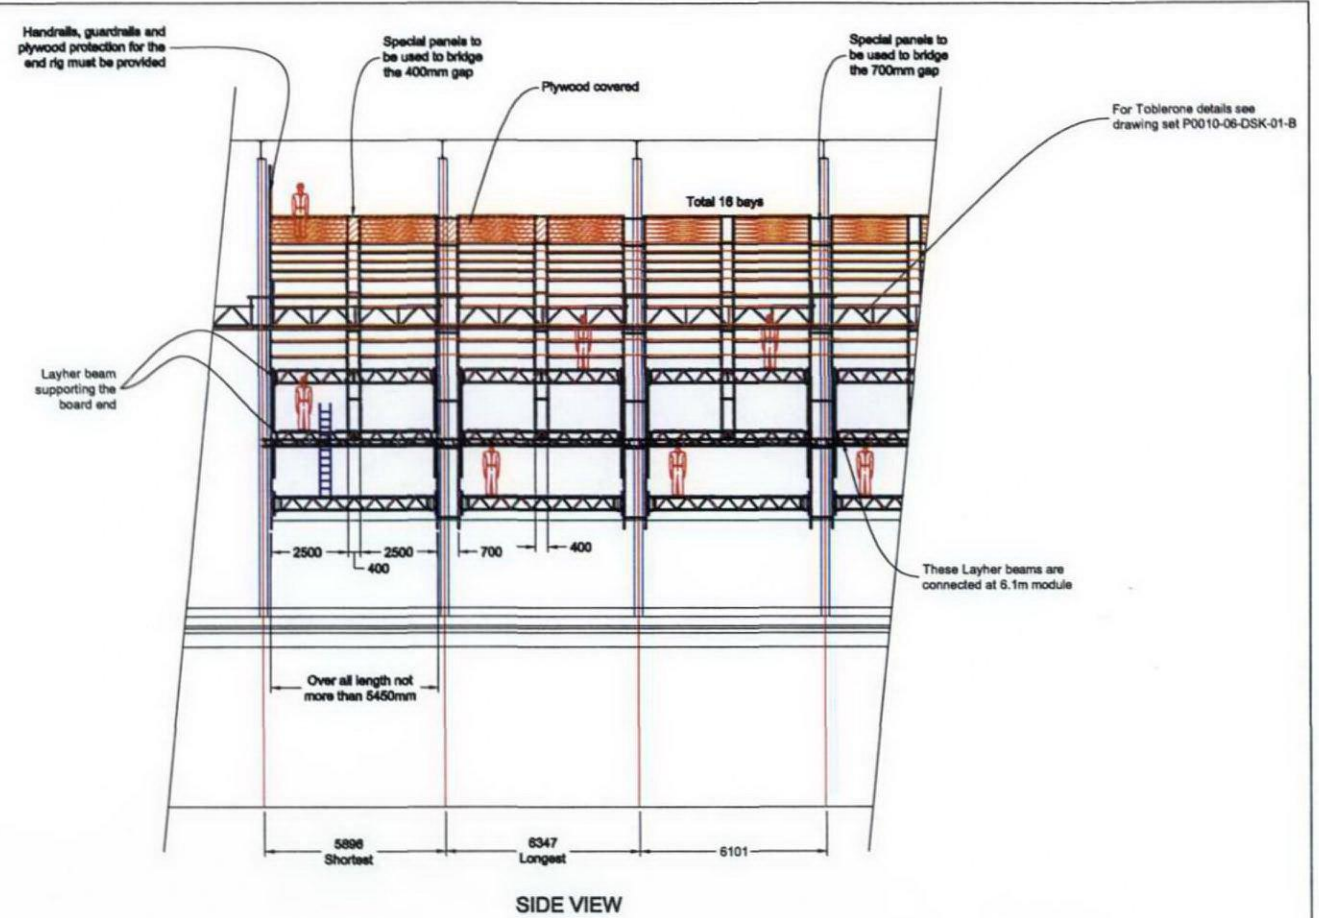 Handrails, guardrails and
plywood protection for the
end rig must be provided
Special panels to
be used to bridge
the 400mm gap
Plywood covered
Special panels to
be used to bridge
the 700mm gap
For Toblerone details see
drawing set P0010-06-DSK-01-B
Total 16 bays
Layher beam
supporting the
board end
2500
400
2500
700
400
These Layher beams are
connected at 6.1m module
Over all length not
more than 5450mm
5896
Shortest
6347
Longest
6101
SIDE VIEW